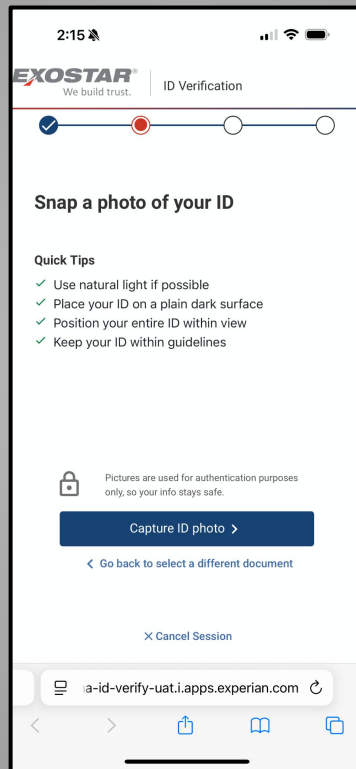 2:15
EXOSTAR®
We build trust.
ID Verification
Snap a photo of your ID
Quick Tips
Use natural light if possible
Place your ID on a plain dark surface
Position your entire ID within view
Keep your ID within guidelines
Pictures are used for authentication purposes
only, so your info stays safe.
Capture ID photo
Go back to select a different document
Cancel Session
a-id-verify-uat.i.apps.experian.com